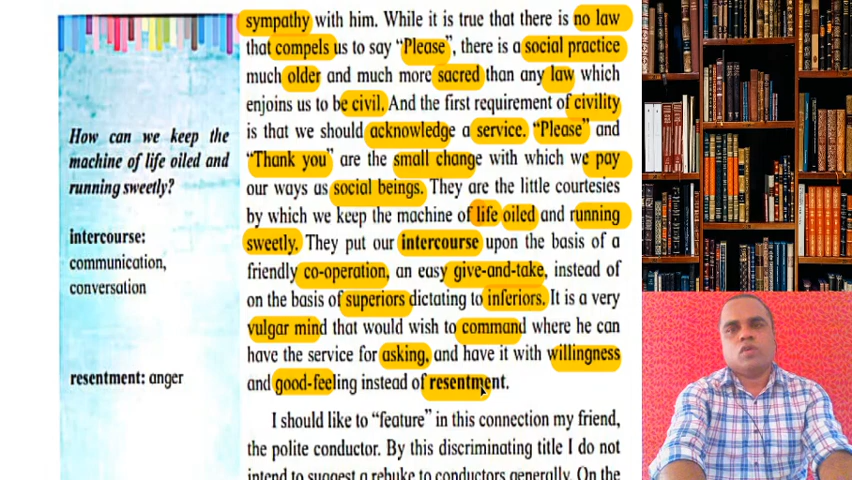 sympathy with him. While it is true that there is no law
that compels us to say “Please”, there is a social practice
much older and much more sacred than any law which
enjoins us to be civil. And the first requirement of civility
is that we should acknowledge a service. “Please” and
“Thank you” are the small change with which we pay
our ways as social beings. They are the little courtesies
by which we keep the machine of life oiled and running
sweetly. They put our intercourse upon the basis of a
friendly co-operation, an easy give-and-take, instead of
on the basis of superiors dictating to inferiors. It is a very
vulgar mind that would wish to command where he can
have the service for asking, and have it with willingness
and good-feeling instead of resentment.
I should like to “feature” in this connection my friend,
the polite conductor. By this discriminating title I do not
intend to suggest a rebuke to conductors generally. On the
How can we keep the
machine of life oiled and
running sweetly?
intercourse:
communication,
conversation
resentment: anger